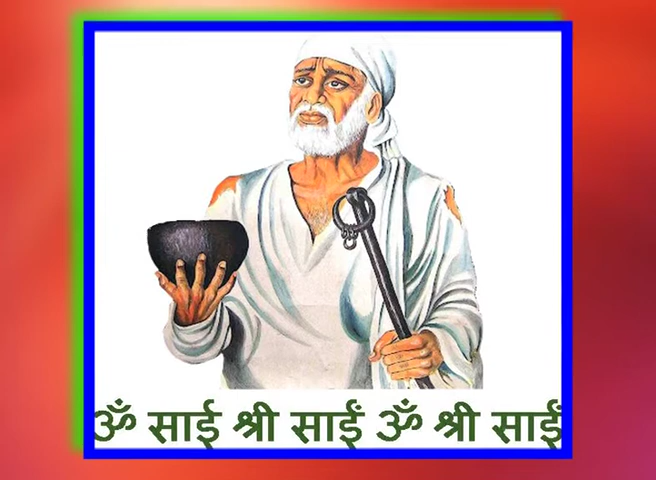 ॐ साई श्री साईं ॐ श्री साईं